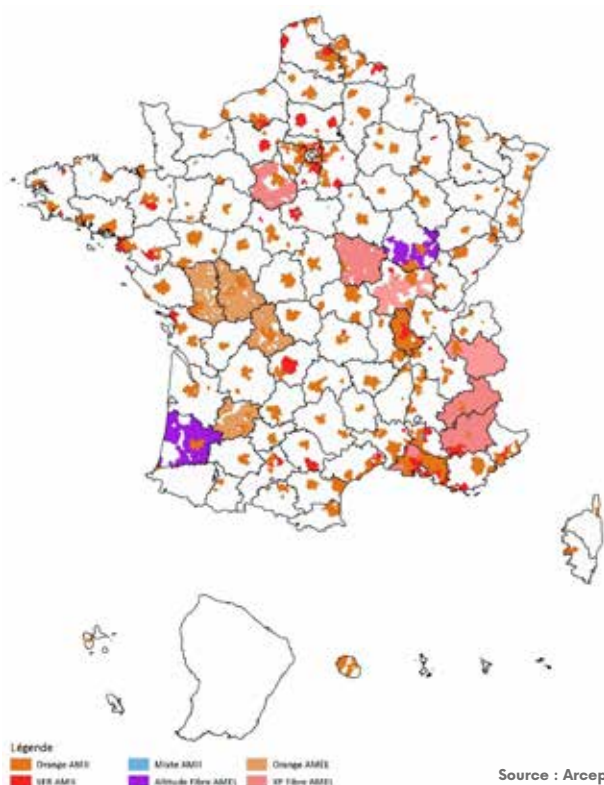 Légende
Orange AMII
Mixte AMII
Orange AMEL
SFR AMII
Altitude Fibre AMEL
XP Fibre AMEL
Source : Arcep